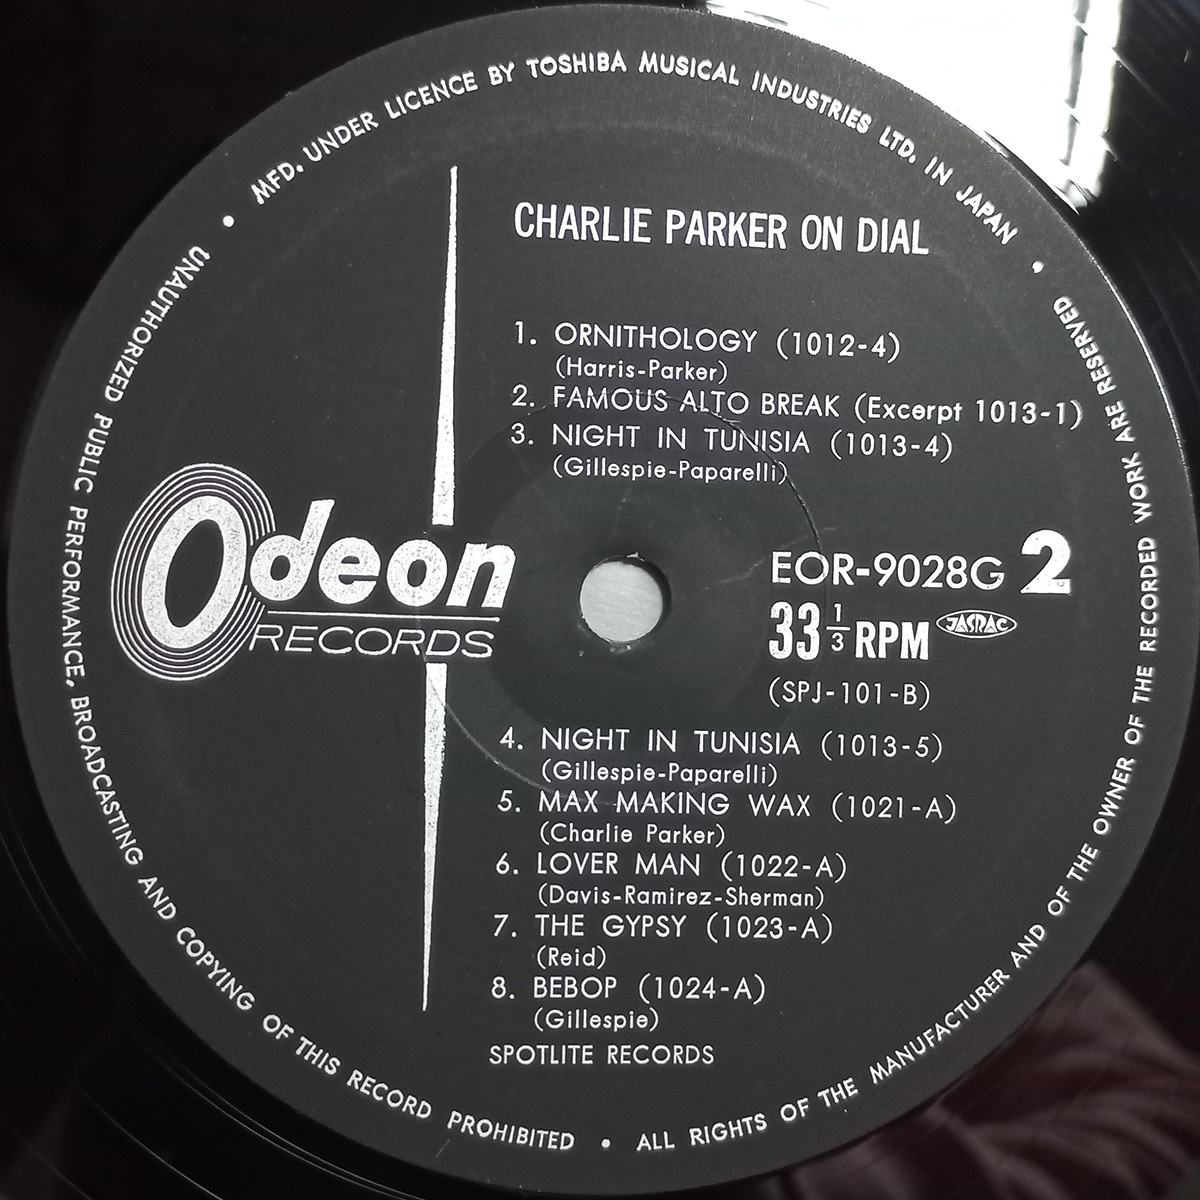 MFD. UNDER LICENCE BY TOSHIBA MUSICAL INDUSTRIES LTD. IN JAPAN
CHARLIE PARKER ON DIAL
1. ORNITHOLOGY (1012-4)
(Harris-Parker)
2. FAMOUS ALTO BREAK (Excerpt 1013-1)
3. NIGHT IN TUNISIA (1013-4)
(Gillespie-Paparelli)
Odeon
RECORDS
EOR-9028G 2
33 1/3 RPM JASRAC
(SPJ-101-B)
4. NIGHT IN TUNISIA (1013-5)
(Gillespie-Paparelli)
5. MAX MAKING WAX (1021-A)
(Charlie Parker)
6. LOVER MAN (1022-A)
(Davis-Ramirez-Sherman)
7. THE GYPSY (1023-A)
(Reid)
8. BEBOP (1024-A)
(Gillespie)
SPOTLITE RECORDS
UNAUTHORIZED PUBLIC PERFORMANCE, BROADCASTING AND COPYING OF THIS RECORD PROHIBITED • ALL RIGHTS OF THE MANUFACTURER AND OF THE OWNER OF THE RECORDED WORK ARE RESERVED